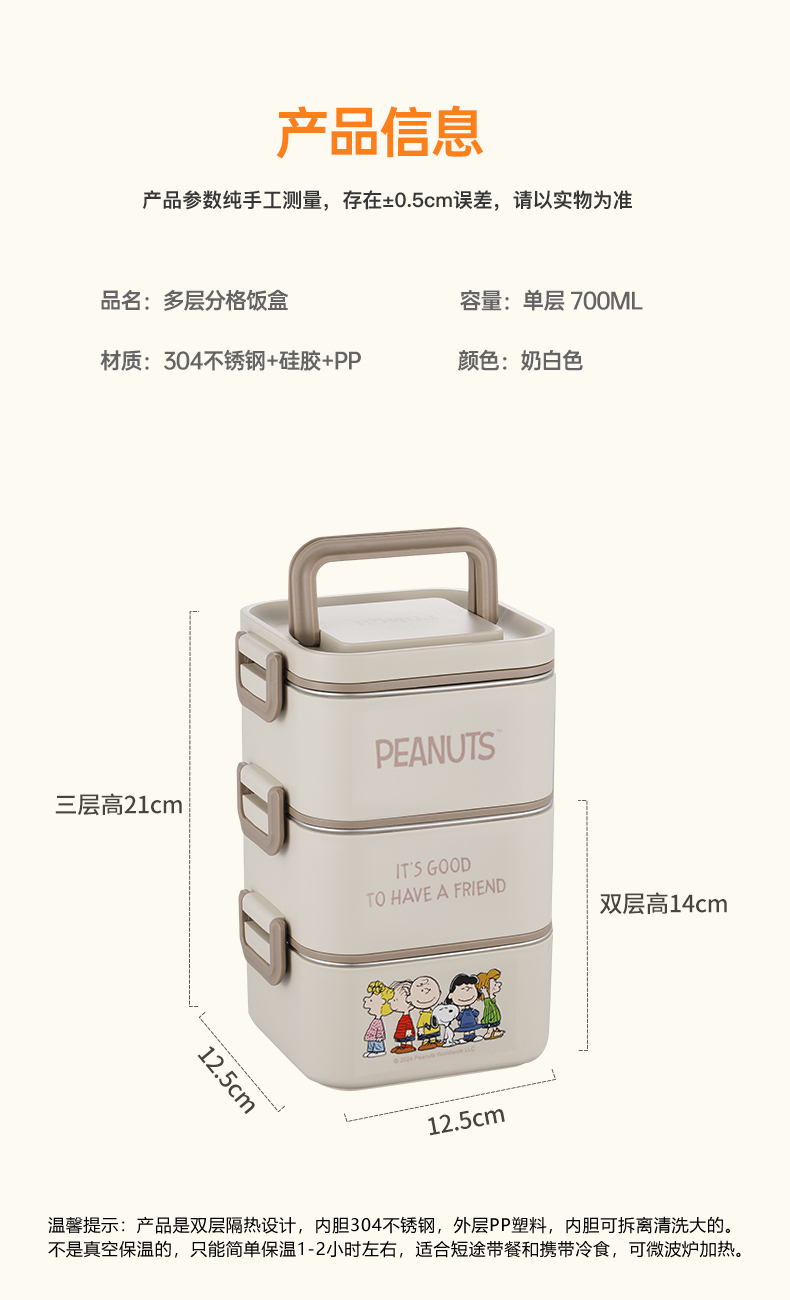 产品信息
产品参数纯手工测量，存在±0.5cm误差，请以实物为准
品名：多层分格饭盒
容量：单层 700ML
材质：304不锈钢+硅胶+PP
颜色：奶白色
PEANUTS
三层高21cm
IT'S GOOD
TO HAVE A FRIEND
双层高14cm
© 2024 Peanuts Worldwide LLC
12.5cm
12.5cm
温馨提示：产品是双层隔热设计，内胆304不锈钢，外层PP塑料，内胆可拆离清洗大的。
不是真空保温的，只能简单保温1-2小时左右，适合短途带餐和携带冷食，可微波炉加热。